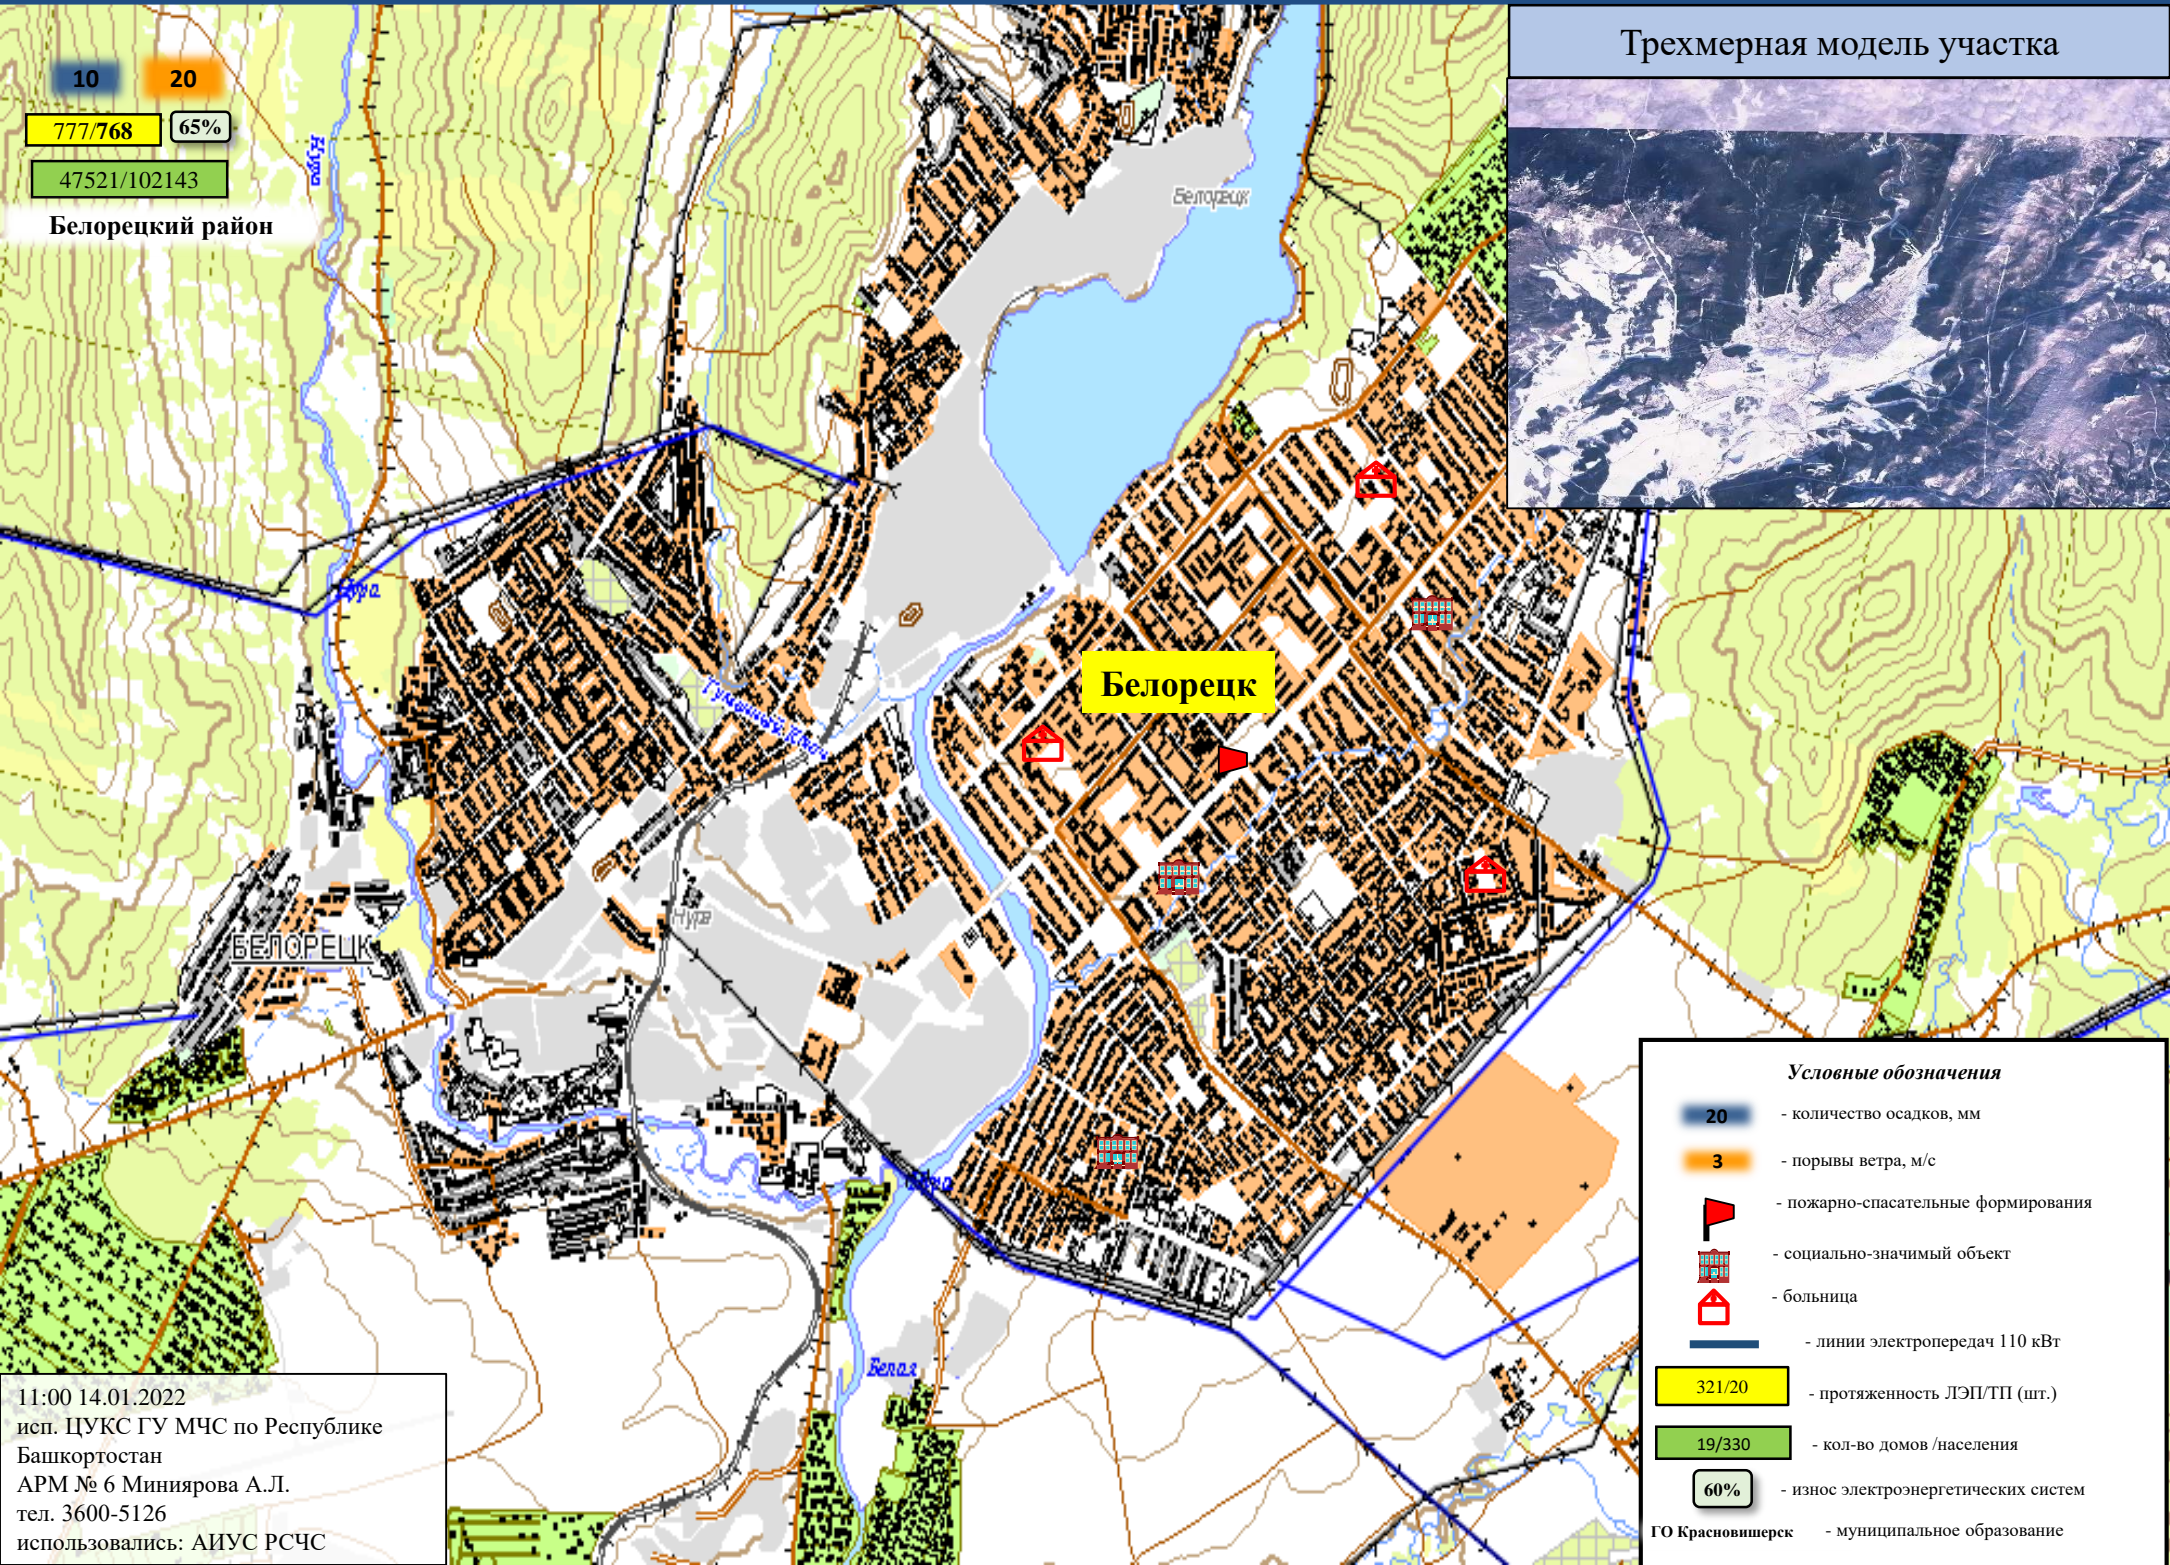 Трехмерная модель участка
10 20
777/768 65%
47521/102143
Белорецкий район
Нура
Белорецк
Нура
Белорецк
Нура
БЕЛОРЕЦК
Нура
Белая
11:00 14.01.2022
исп. ЦУКС ГУ МЧС по Республике
Башкортостан
АРМ № 6 Миниярова А.Л.
тел. 3600-5126
использовались: АИУС РСЧС
Условные обозначения
20 - количество осадков, мм
3 - порывы ветра, м/с
- пожарно-спасательные формирования
- социально-значимый объект
- больница
- линии электропередач 110 кВт
321/20 - протяженность ЛЭП/ТП (шт.)
19/330 - кол-во домов /населения
60% - износ электроэнергетических систем
ГО Красновишерск - муниципальное образование